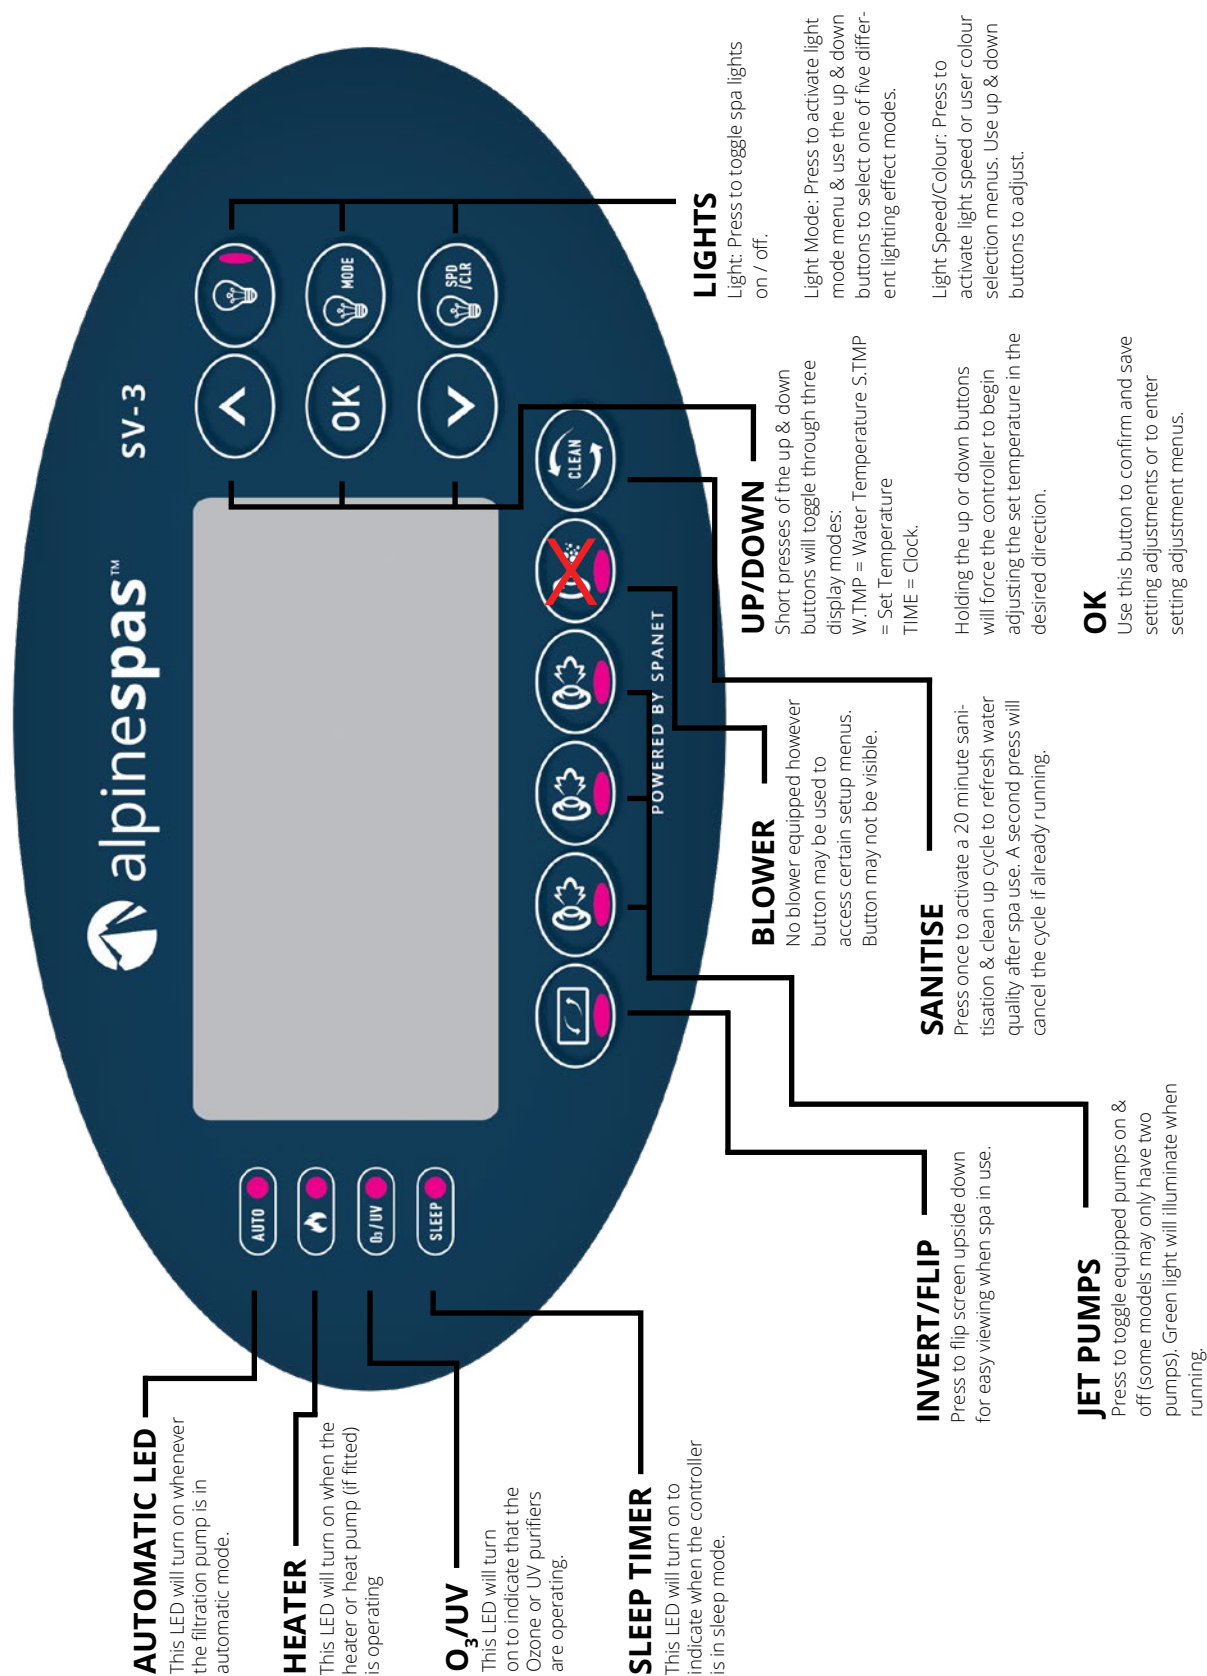 alpinespas™
SV-3
AUTO
O₃/UV
SLEEP
OK
MODE
SPD
/CLR
CLEAN
POWERED BY SPANET
AUTOMATIC LED
This LED will turn on whenever
the filtration pump is in
automatic mode.
HEATER
This LED will turn on when the
heater or heat pump (if fitted)
is operating
O₃/UV
This LED will turn
on to indicate that the
Ozone or UV purifiers
are operating.
SLEEP TIMER
This LED will turn on to
indicate when the controller
is in sleep mode.
INVERT/FLIP
Press to flip screen upside down
for easy viewing when spa in use.
JET PUMPS
Press to toggle equipped pumps on &
off (some models may only have two
pumps). Green light will illuminate when
running.
BLOWER
No blower equipped however
button may be used to
access certain setup menus.
Button may not be visible.
SANITISE
Press once to activate a 20 minute sani-
tisation & clean up cycle to refresh water
quality after spa use. A second press will
cancel the cycle if already running.
UP/DOWN
Short presses of the up & down
buttons will toggle through three
display modes:
W.TMP = Water Temperature S.TMP
= Set Temperature
TIME = Clock.
Holding the up or down buttons
will force the controller to begin
adjusting the set temperature in the
desired direction.
OK
Use this button to confirm and save
setting adjustments or to enter
setting adjustment menus.
LIGHTS
Light: Press to toggle spa lights
on / off.
Light Mode: Press to activate light
mode menu & use the up & down
buttons to select one of five differ-
ent lighting effect modes.
Light Speed/Colour: Press to
activate light speed or user colour
selection menus. Use up & down
buttons to adjust.